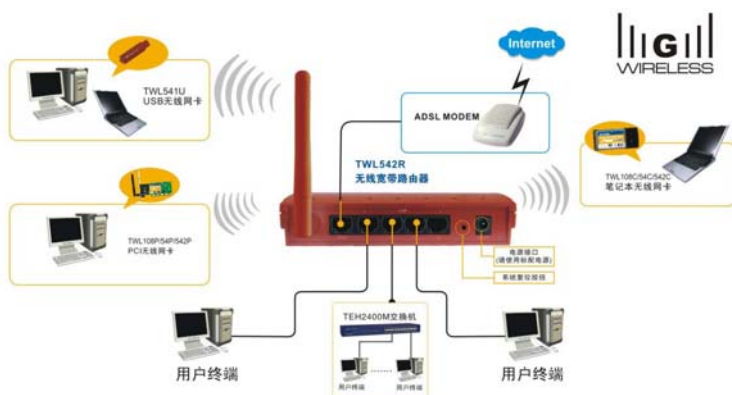 Internet
G
WIRELESS
TWL541U
USB无线网卡
ADSL MODEM
TWL542R
无线宽带路由器
TWL108C/54C/542C
笔记本无线网卡
TWL108P/54P/542P
PCI无线网卡
电源接口
(请使用标配电源)
系统复位按钮
TEH2400M交换机
用户终端
用户终端
用户终端
用户终端